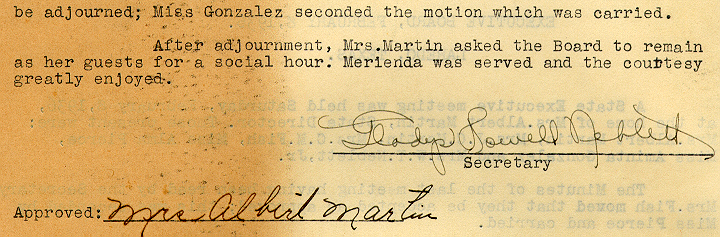 be adjourned; Miss Gonzalez seconded the motion which was carried.
After adjournment, Mrs.Martin asked the Board to remain
as her guests for a social hour. Merienda was served and the courtesy
greatly enjoyed.
Gladys Powell Neblett
Secretary
Approved: Mrs Albert Martin